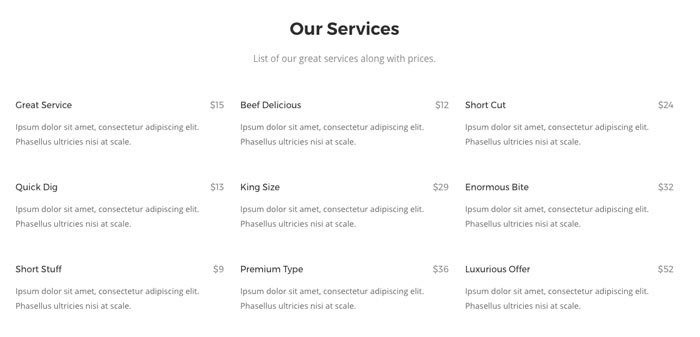 Our Services
List of our great services along with prices.
Great Service $15
Ipsum dolor sit amet, consectetur adipiscing elit.
Phasellus ultricies nisi at scale.
Beef Delicious $12
Ipsum dolor sit amet, consectetur adipiscing elit.
Phasellus ultricies nisi at scale.
Short Cut $24
Ipsum dolor sit amet, consectetur adipiscing elit.
Phasellus ultricies nisi at scale.
Quick Dig $13
Ipsum dolor sit amet, consectetur adipiscing elit.
Phasellus ultricies nisi at scale.
King Size $29
Ipsum dolor sit amet, consectetur adipiscing elit.
Phasellus ultricies nisi at scale.
Enormous Bite $32
Ipsum dolor sit amet, consectetur adipiscing elit.
Phasellus ultricies nisi at scale.
Short Stuff $9
Ipsum dolor sit amet, consectetur adipiscing elit.
Phasellus ultricies nisi at scale.
Premium Type $36
Ipsum dolor sit amet, consectetur adipiscing elit.
Phasellus ultricies nisi at scale.
Luxurious Offer $52
Ipsum dolor sit amet, consectetur adipiscing elit.
Phasellus ultricies nisi at scale.